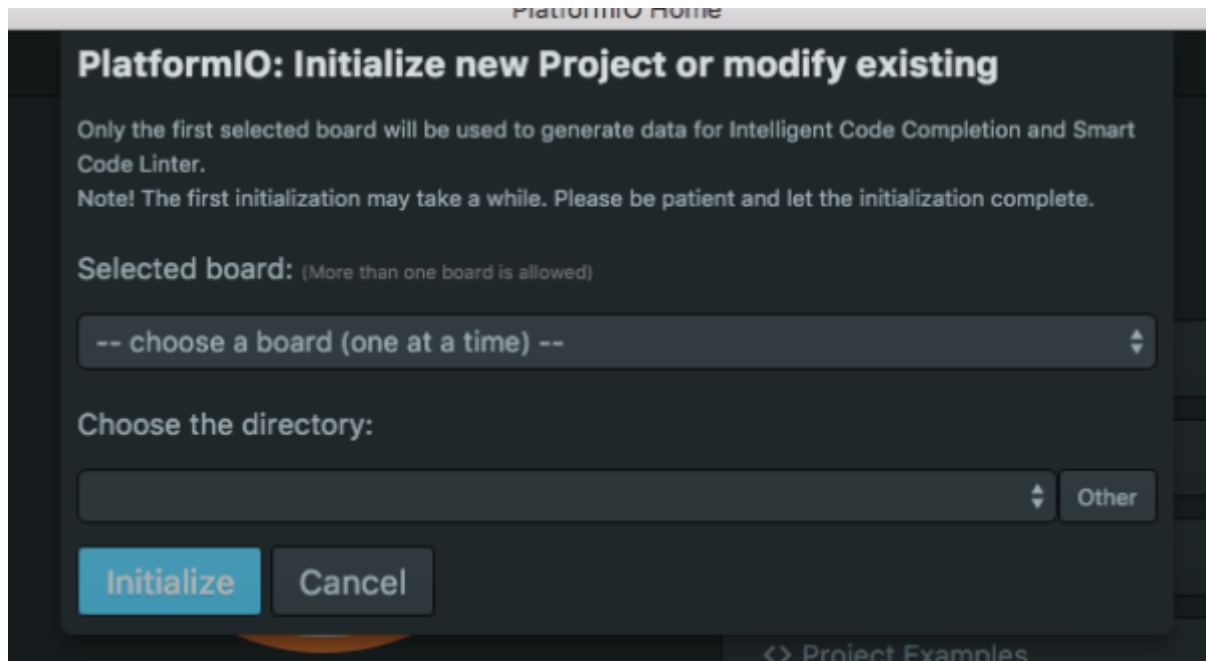 PlatformIO Home
PlatformIO: Initialize new Project or modify existing
Only the first selected board will be used to generate data for Intelligent Code Completion and Smart
Code Linter.
Note! The first initialization may take a while. Please be patient and let the initialization complete.
Selected board: (More than one board is allowed)
-- choose a board (one at a time) --
Choose the directory:
Other
Initialize Cancel
<> Project Examples